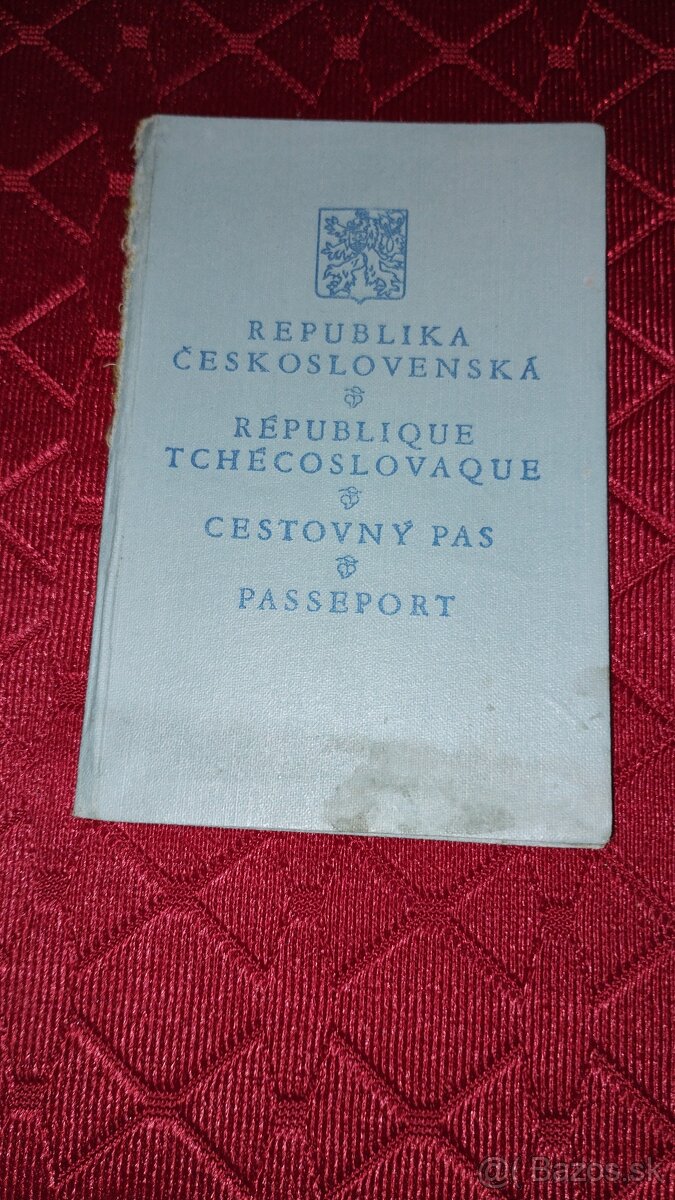 REPUBLIKA
ČESKOSLOVENSKÁ
RÉPUBLIQUE
TCHÉCOSLOVAQUE
CESTOVNÝ PAS
PASSEPORT
Bazos.sk